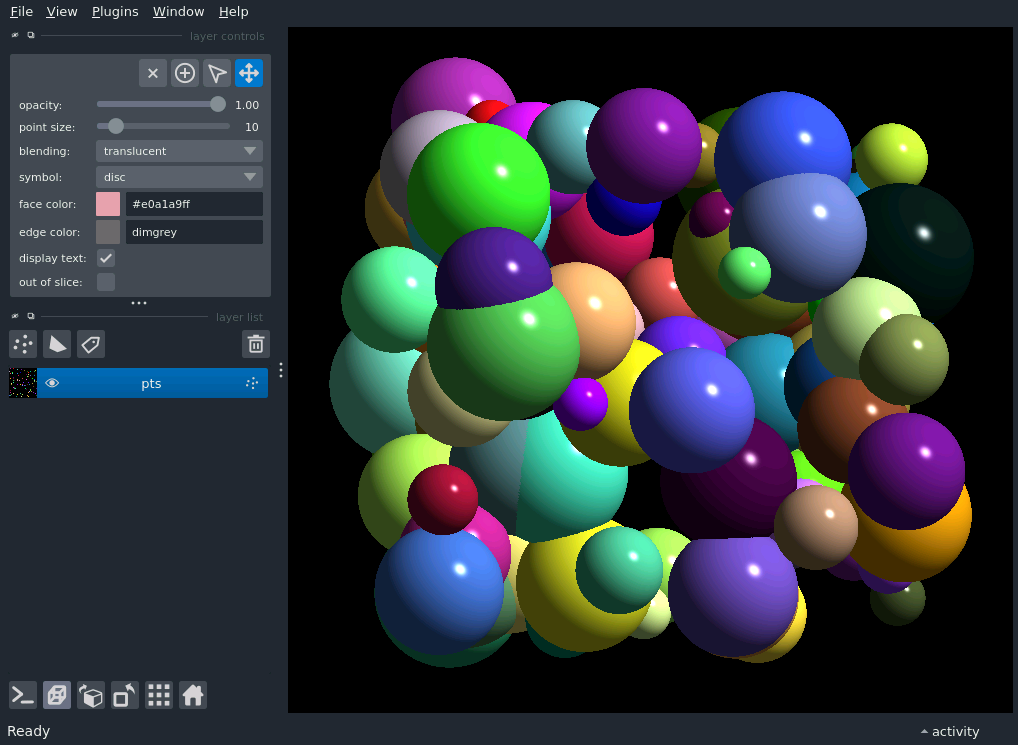 File View Plugins Window Help
layer controls
opacity: 1.00
point size: 10
blending: translucent
symbol: disc
face color: #e0a1a9ff
edge color: dimgrey
display text:
out of slice:
layer list
pts
Ready activity